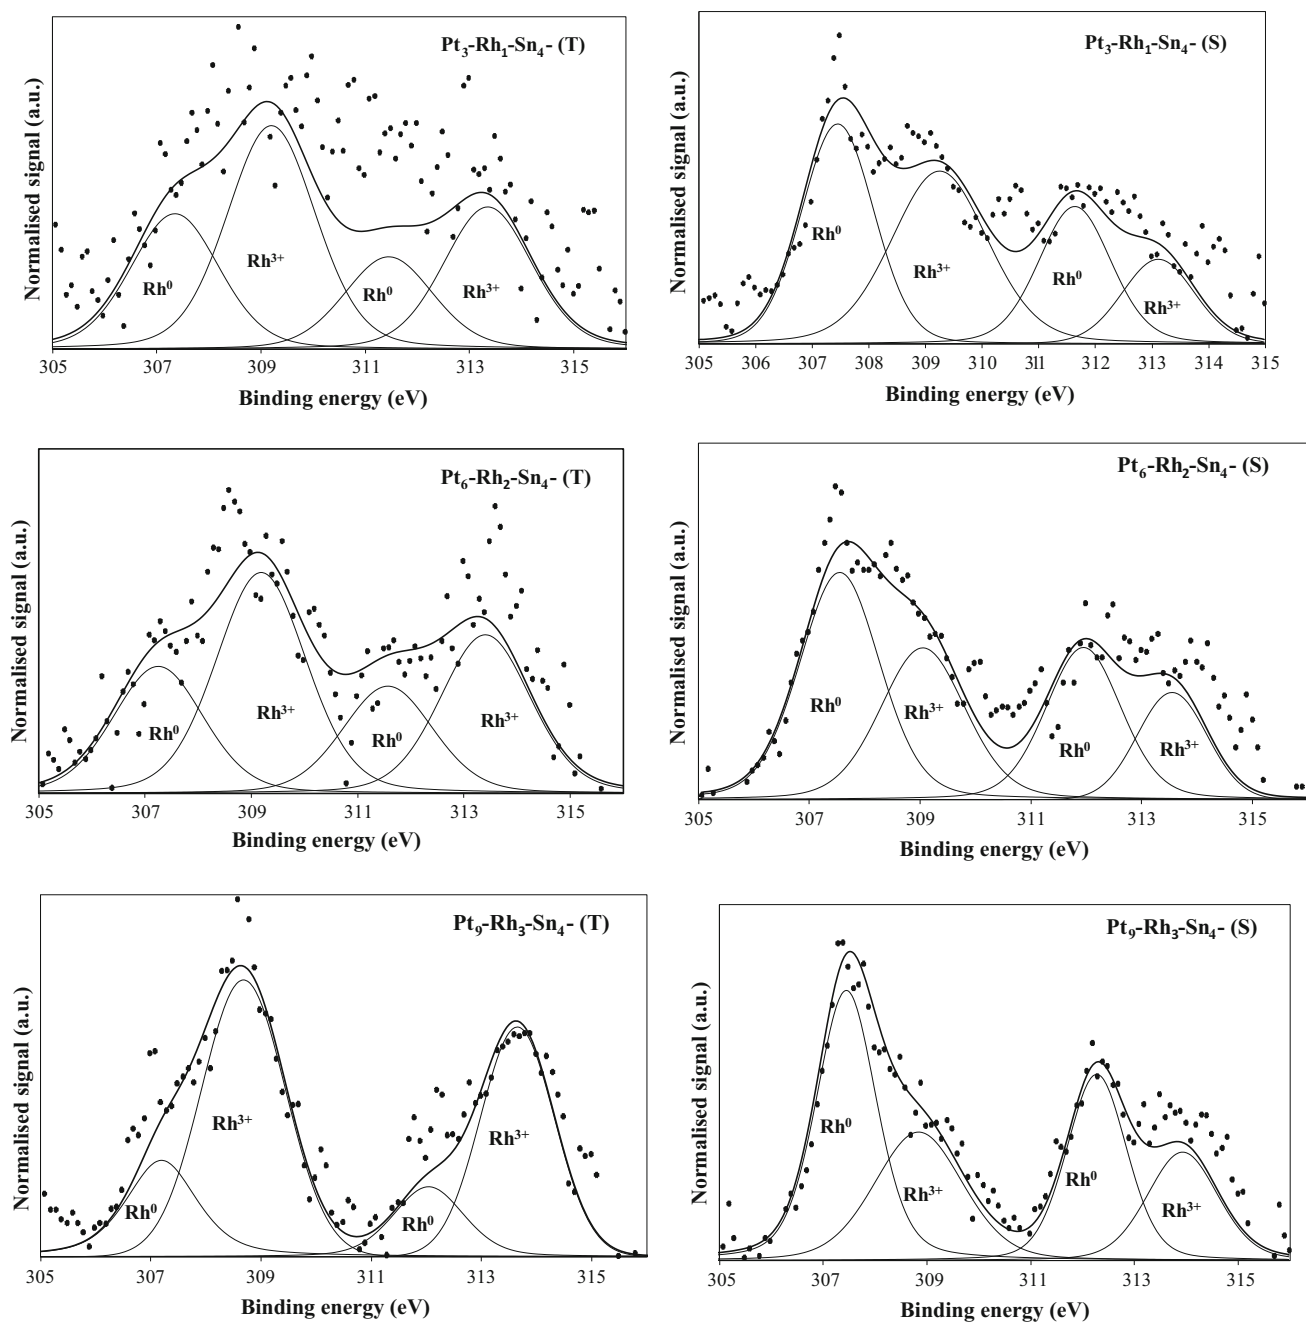 Pt₃-Rh₁-Sn₄- (T)
Normalised signal (a.u.)
Rh⁰
Rh³⁺
Rh⁰
Rh³⁺
305 307 309 311 313 315
Binding energy (eV)
Pt₃-Rh₁-Sn₄- (S)
Normalised signal (a.u.)
Rh⁰
Rh³⁺
Rh⁰
Rh³⁺
305 306 307 308 309 310 311 312 313 314 315
Binding energy (eV)
Pt₆-Rh₂-Sn₄- (T)
Normalised signal (a.u.)
Rh⁰
Rh³⁺
Rh⁰
Rh³⁺
305 307 309 311 313 315
Binding energy (eV)
Pt₆-Rh₂-Sn₄- (S)
Normalised signal (a.u.)
Rh⁰
Rh³⁺
Rh⁰
Rh³⁺
305 307 309 311 313 315
Binding energy (eV)
Pt₉-Rh₃-Sn₄- (T)
Normalised signal (a.u.)
Rh⁰
Rh³⁺
Rh⁰
Rh³⁺
305 307 309 311 313 315
Binding energy (eV)
Pt₉-Rh₃-Sn₄- (S)
Normalised signal (a.u.)
Rh⁰
Rh³⁺
Rh⁰
Rh³⁺
305 307 309 311 313 315
Binding energy (eV)